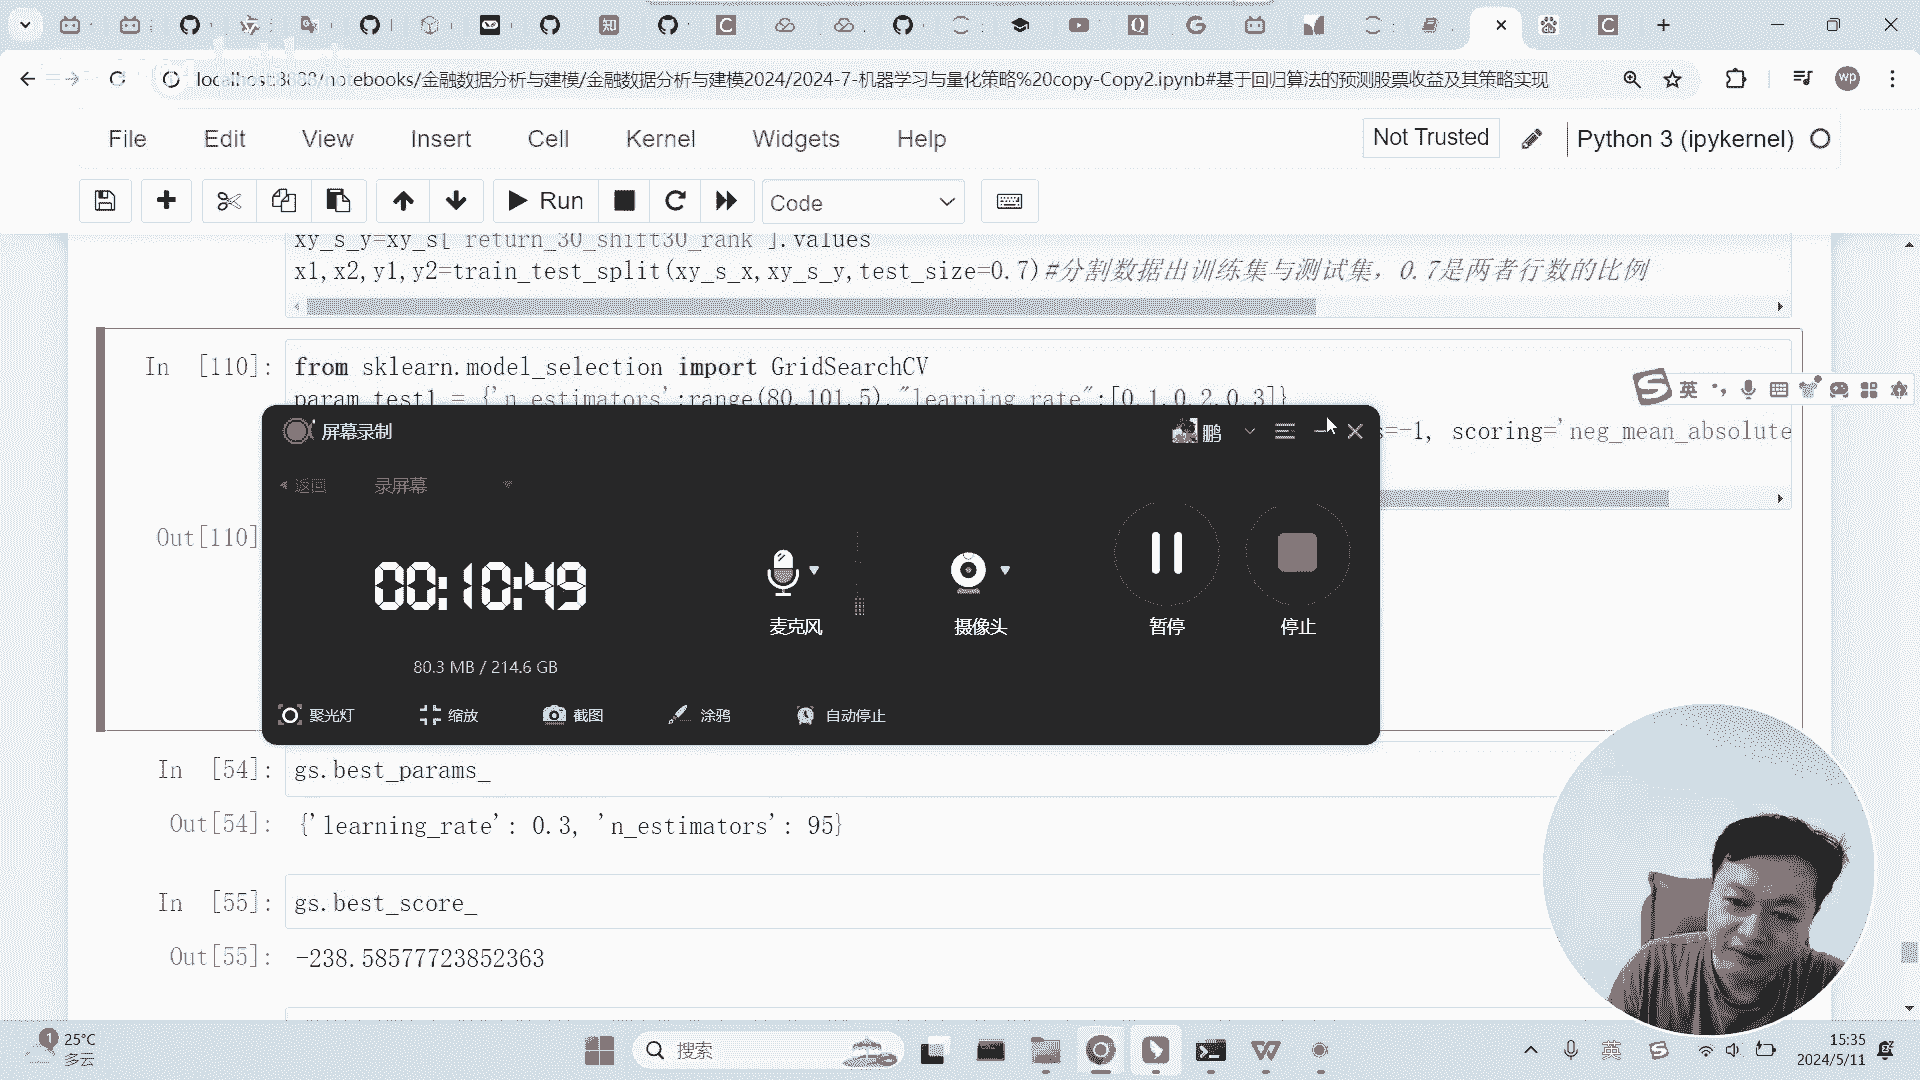 localhost:8888/notebooks/金融数据分析与建模/金融数据分析与建模2024/2024-7-机器学习与量化策略%20copy-Copy2.ipynb#基于回归算法的预测股票收益及其策略实现
wp
File Edit View Insert Cell Kernel Widgets Help
Not Trusted
Python 3 (ipykernel)
Run
Code
xy_s_y=xy_s['return_30_shift30_rank'].values
x1,x2,y1,y2=train_test_split(xy_s_x,xy_s_y,test_size=0.7)#分割数据出训练集与测试集，0.7是两者行数的比例
In [110]:
from sklearn.model_selection import GridSearchCV
param_test1 = {'n_estimators':range(80,101,5),"learning_rate":[0.1,0.2,0.3]}
s=-1, scoring='neg_mean_absolute
英
屏幕录制
鹏
返回
录屏幕
Out[110]
00:10:49
80.3 MB / 214.6 GB
麦克风
摄像头
暂停
停止
聚光灯
缩放
截图
涂鸦
自动停止
In [54]:
gs.best_params_
Out[54]:
{'learning_rate': 0.3, 'n_estimators': 95}
In [55]:
gs.best_score_
Out[55]:
-238.58577723852363
1
25°C
多云
搜索
英
15:35
2024/5/11